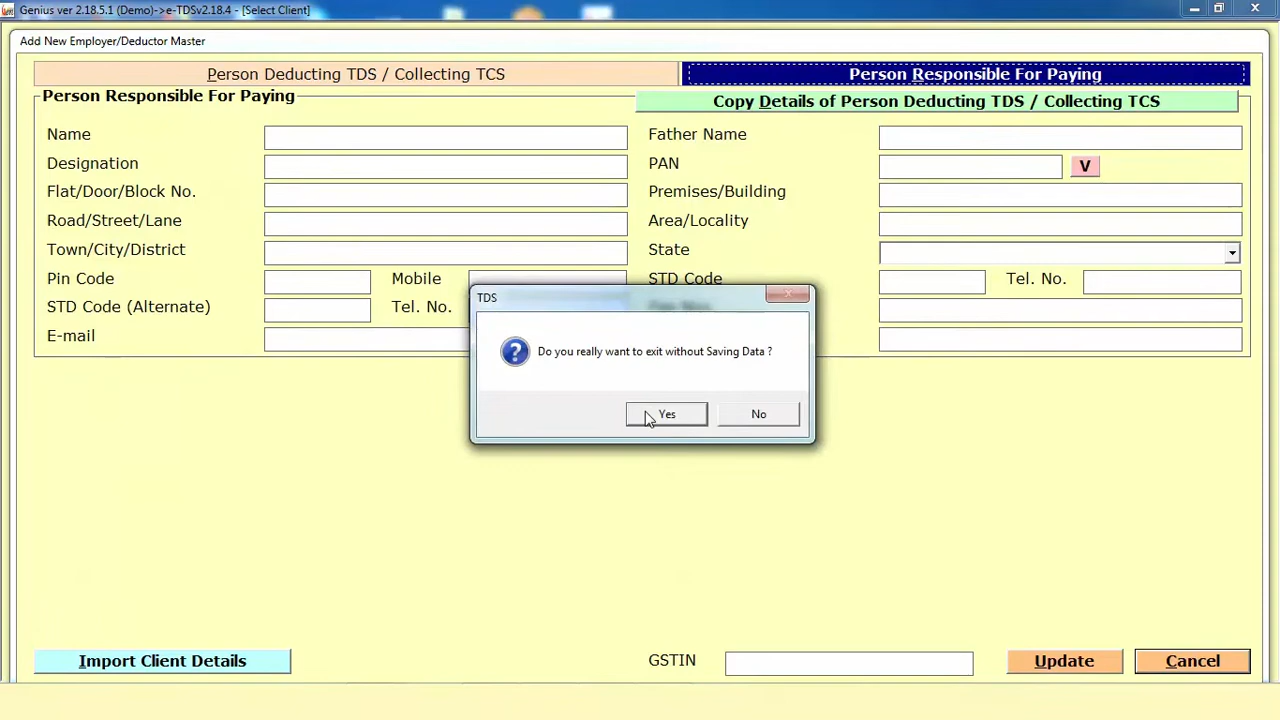 Genius ver 2.18.5.1 (Demo)->e-TDSv2.18.4 - [Select Client]
Add New Employer/Deductor Master
Person Deducting TDS / Collecting TCS
Person Responsible For Paying
Person Responsible For Paying
Copy Details of Person Deducting TDS / Collecting TCS
Name
Father Name
Designation
PAN
V
Flat/Door/Block No.
Premises/Building
Road/Street/Lane
Area/Locality
Town/City/District
State
Pin Code
Mobile
STD Code
Tel. No.
STD Code (Alternate)
Tel. No.
E-mail
TDS
Do you really want to exit without Saving Data ?
Yes
No
Import Client Details
GSTIN
Update
Cancel